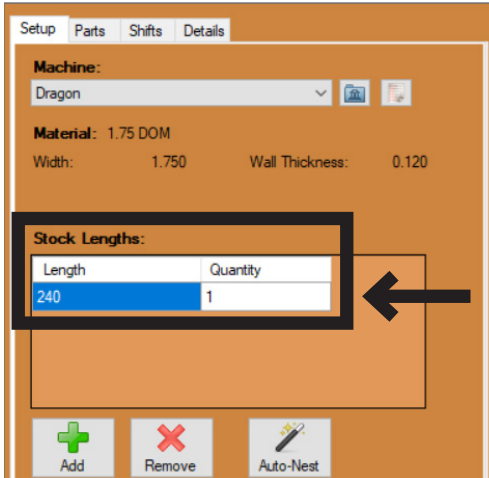 Setup Parts Shifts Details
Machine:
Dragon
Material: 1.75 DOM
Width: 1.750 Wall Thickness: 0.120
Stock Lengths:
Length Quantity
240 1
Add Remove Auto-Nest